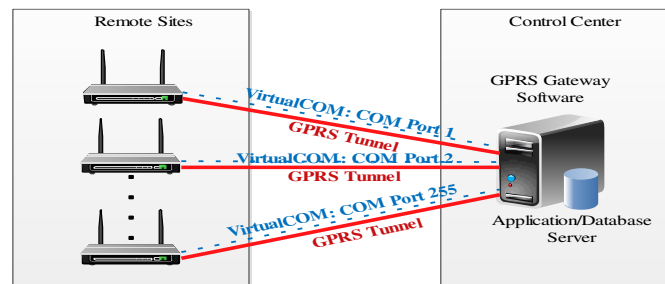 Remote Sites
Control Center
GPRS Gateway
Software
VirtualCOM: COM Port 1
GPRS Tunnel
VirtualCOM: COM Port 2
GPRS Tunnel
VirtualCOM: COM Port 255
GPRS Tunnel
Application/Database
Server